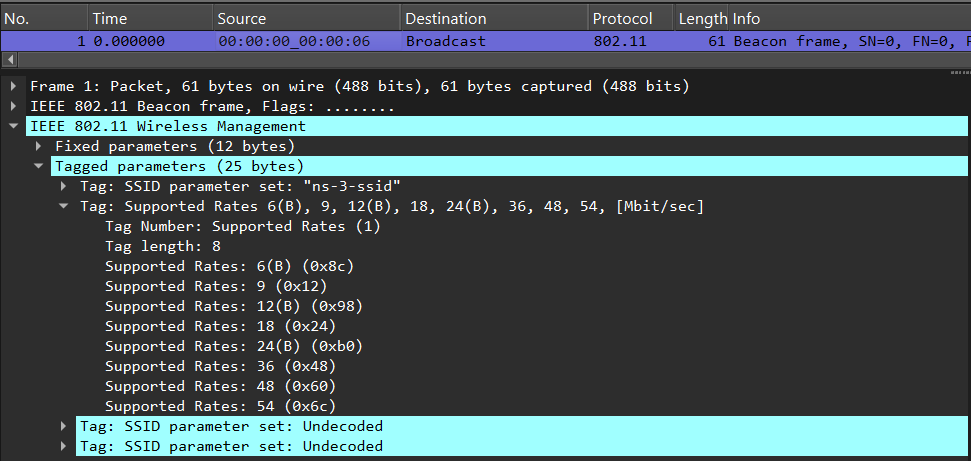 No. Time Source Destination Protocol Length Info
1 0.000000 00:00:00_00:00:06 Broadcast 802.11 61 Beacon frame, SN=0, FN=0, F
Frame 1: Packet, 61 bytes on wire (488 bits), 61 bytes captured (488 bits)
IEEE 802.11 Beacon frame, Flags: ........
IEEE 802.11 Wireless Management
Fixed parameters (12 bytes)
Tagged parameters (25 bytes)
Tag: SSID parameter set: "ns-3-ssid"
Tag: Supported Rates 6(B), 9, 12(B), 18, 24(B), 36, 48, 54, [Mbit/sec]
Tag Number: Supported Rates (1)
Tag length: 8
Supported Rates: 6(B) (0x8c)
Supported Rates: 9 (0x12)
Supported Rates: 12(B) (0x98)
Supported Rates: 18 (0x24)
Supported Rates: 24(B) (0xb0)
Supported Rates: 36 (0x48)
Supported Rates: 48 (0x60)
Supported Rates: 54 (0x6c)
Tag: SSID parameter set: Undecoded
Tag: SSID parameter set: Undecoded